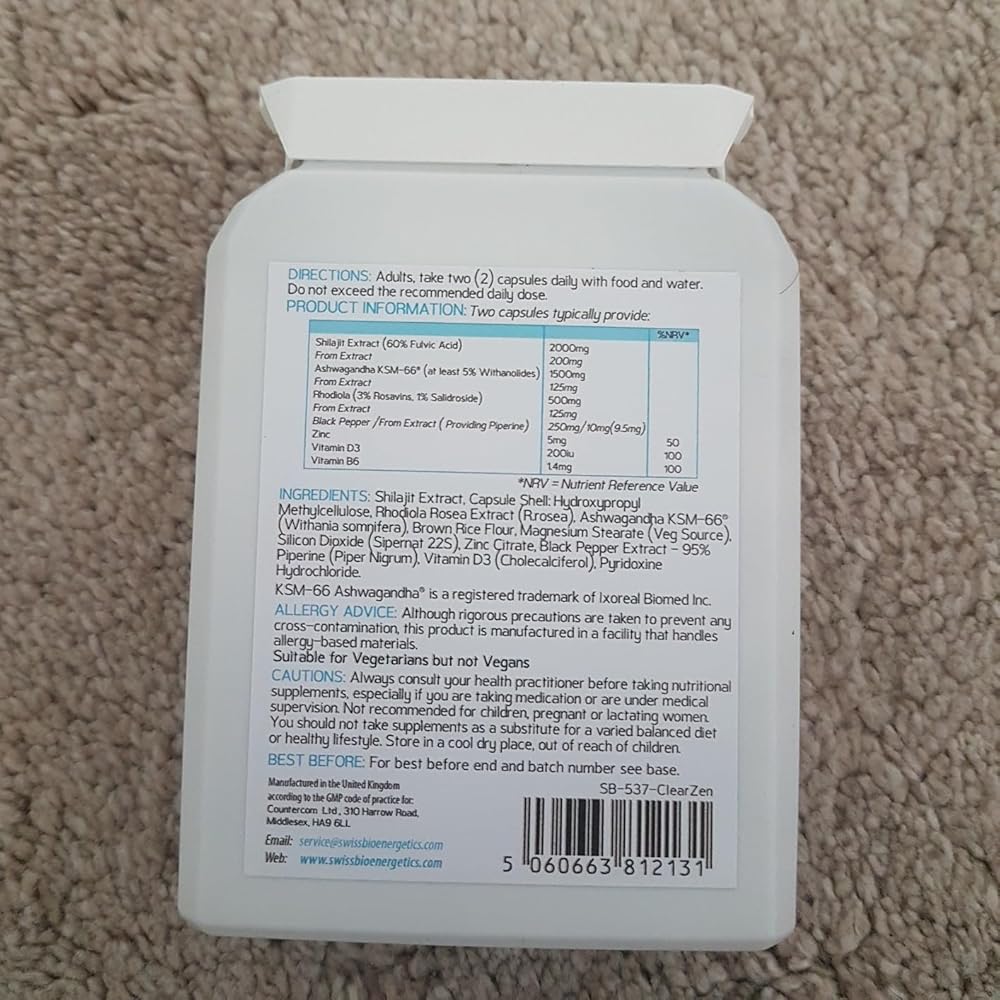 DIRECTIONS: Adults, take two (2) capsules daily with food and water.
Do not exceed the recommended daily dose.
PRODUCT INFORMATION: Two capsules typically provide:
%NRV*
Shilajit Extract (60% Fulvic Acid) 2000mg
From Extract 200mg
Ashwagandha KSM-66® (at least 5% Withanolides) 1500mg
From Extract 125mg
Rhodiola (3% Rosavins, 1% Salidroside) 500mg
From Extract 125mg
Black Pepper /From Extract ( Providing Piperine) 250mg/10mg(9.5mg)
Zinc 5mg 50
Vitamin D3 200iu 100
Vitamin B6 1.4mg 100
*NRV = Nutrient Reference Value
INGREDIENTS: Shilajit Extract, Capsule Shell: Hydroxypropyl
Methylcellulose, Rhodiola Rosea Extract (R.rosea), Ashwagandha KSM-66®
(Withania somnifera), Brown Rice Flour, Magnesium Stearate (Veg Source),
Silicon Dioxide (Sipernat 22S), Zinc Citrate, Black Pepper Extract – 95%
Piperine (Piper Nigrum), Vitamin D3 (Cholecalciferol), Pyridoxine
Hydrochloride.
KSM-66 Ashwagandha® is a registered trademark of Ixoreal Biomed Inc.
ALLERGY ADVICE: Although rigorous precautions are taken to prevent any
cross-contamination, this product is manufactured in a facility that handles
allergy-based materials.
Suitable for Vegetarians but not Vegans
CAUTIONS: Always consult your health practitioner before taking nutritional
supplements, especially if you are taking medication or are under medical
supervision. Not recommended for children, pregnant or lactating women.
You should not take supplements as a substitute for a varied balanced diet
or healthy lifestyle. Store in a cool dry place, out of reach of children.
BEST BEFORE: For best before end and batch number see base.
Manufactured in the United Kingdom
according to the GMP code of practice for:
Countercom Ltd, 310 Harrow Road,
Middlesex, HA9 6LL
Email: service@swissbioenergetics.com
Web: www.swissbioenergetics.com
SB-537-ClearZen
5 060663 812131